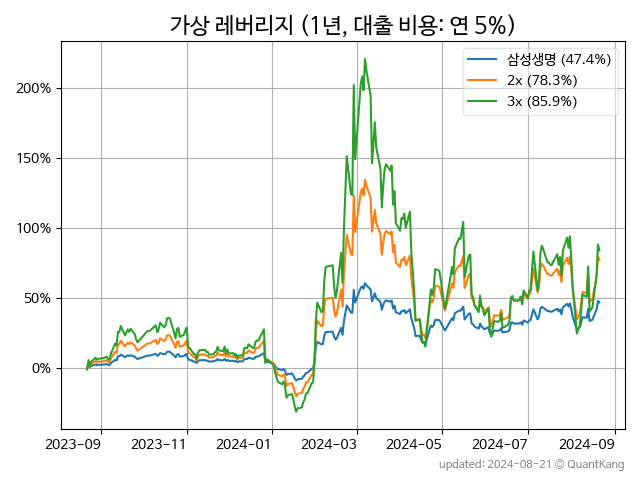 가상 레버리지 (1년, 대출 비용: 연 5%)
삼성생명 (47.4%)
2x (78.3%)
3x (85.9%)
200%
150%
100%
50%
0%
2023-09 2023-11 2024-01 2024-03 2024-05 2024-07 2024-09
updated: 2024-08-21 © QuantKang